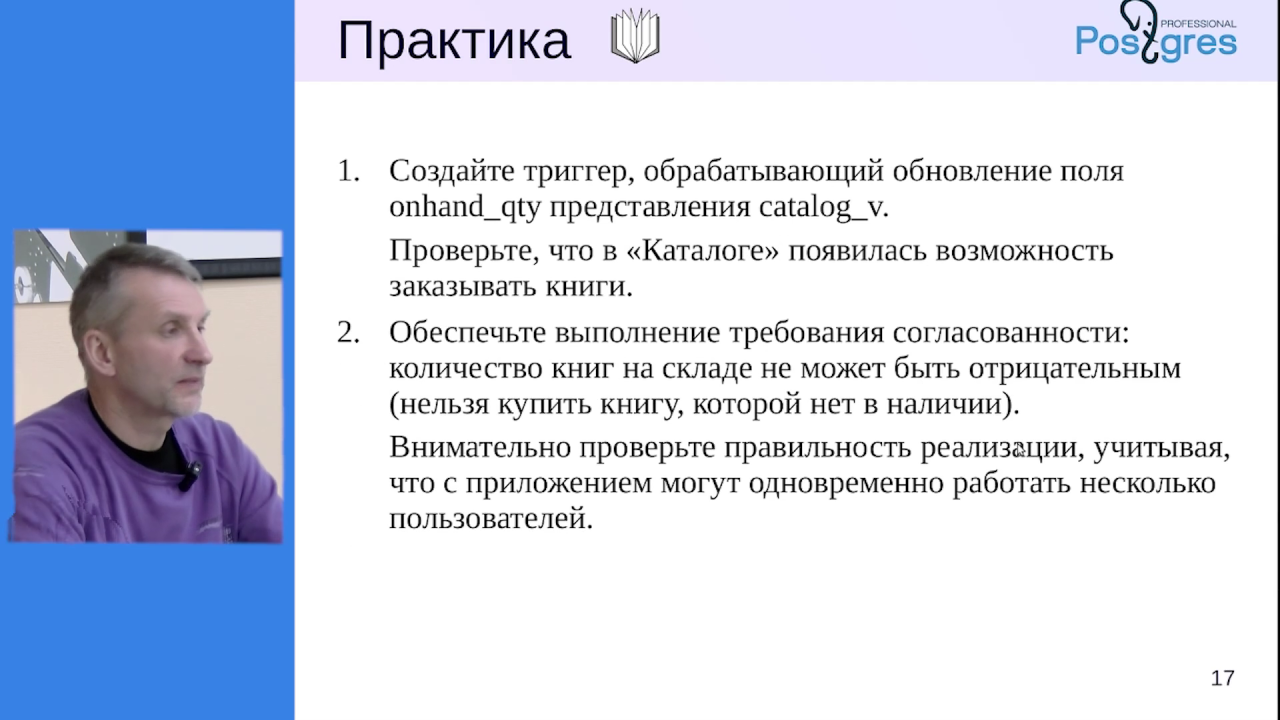 Практика
PROFESSIONAL
Postgres
1. Создайте триггер, обрабатывающий обновление поля
onhand_qty представления catalog_v.
Проверьте, что в «Каталоге» появилась возможность
заказывать книги.
2. Обеспечьте выполнение требования согласованности:
количество книг на складе не может быть отрицательным
(нельзя купить книгу, которой нет в наличии).
Внимательно проверьте правильность реализации, учитывая,
что с приложением могут одновременно работать несколько
пользователей.
17